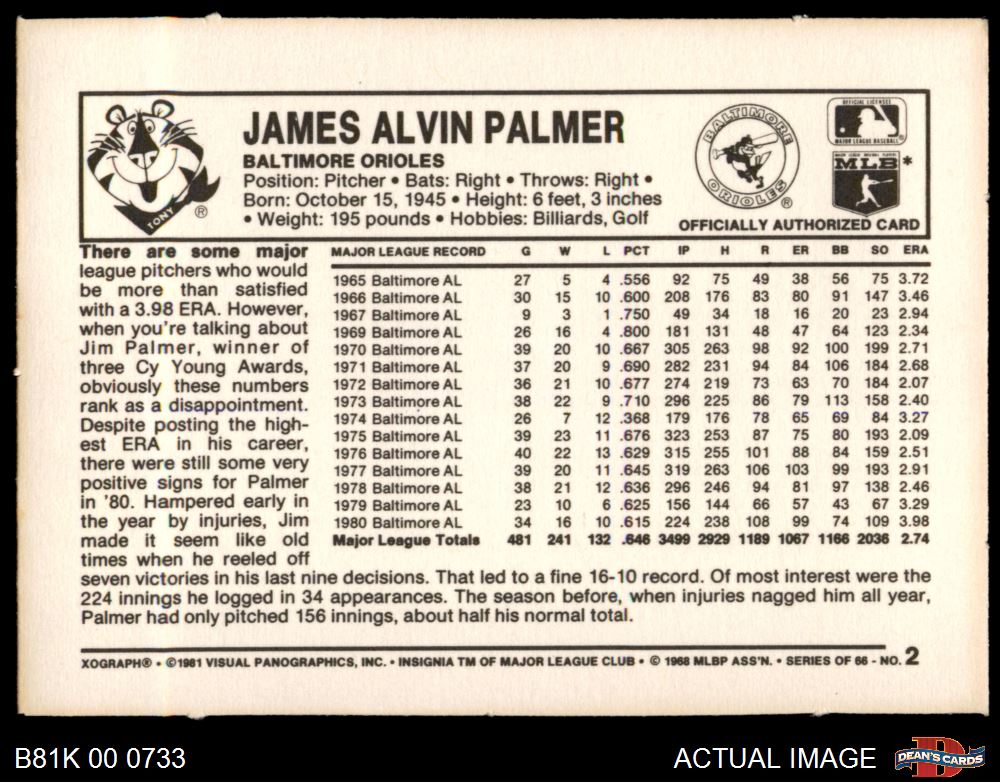 JAMES ALVIN PALMER
BALTIMORE ORIOLES
Position: Pitcher • Bats: Right • Throws: Right •
Born: October 15, 1945 • Height: 6 feet, 3 inches
• Weight: 195 pounds • Hobbies: Billiards, Golf
TONY ®
BALTIMORE
ORIOLES ®
OFFICIAL LICENSEE
MAJOR LEAGUE BASEBALL
MLB *
OFFICIALLY AUTHORIZED CARD
There are some major
league pitchers who would
be more than satisfied
with a 3.98 ERA. However,
when you're talking about
Jim Palmer, winner of
three Cy Young Awards,
obviously these numbers
rank as a disappointment.
Despite posting the high-
est ERA in his career,
there were still some very
positive signs for Palmer
in '80. Hampered early in
the year by injuries, Jim
made it seem like old
times when he reeled off
seven victories in his last nine decisions. That led to a fine 16-10 record. Of most interest were the
224 innings he logged in 34 appearances. The season before, when injuries nagged him all year,
Palmer had only pitched 156 innings, about half his normal total.
MAJOR LEAGUE RECORD G W L PCT IP H R ER BB SO ERA
1965 Baltimore AL 27 5 4 .556 92 75 49 38 56 75 3.72
1966 Baltimore AL 30 15 10 .600 208 176 83 80 91 147 3.46
1967 Baltimore AL 9 3 1 .750 49 34 18 16 20 23 2.94
1969 Baltimore AL 26 16 4 .800 181 131 48 47 64 123 2.34
1970 Baltimore AL 39 20 10 .667 305 263 98 92 100 199 2.71
1971 Baltimore AL 37 20 9 .690 282 231 94 84 106 184 2.68
1972 Baltimore AL 36 21 10 .677 274 219 73 63 70 184 2.07
1973 Baltimore AL 38 22 9 .710 296 225 86 79 113 158 2.40
1974 Baltimore AL 26 7 12 .368 179 176 78 65 69 84 3.27
1975 Baltimore AL 39 23 11 .676 323 253 87 75 80 193 2.09
1976 Baltimore AL 40 22 13 .629 315 255 101 88 84 159 2.51
1977 Baltimore AL 39 20 11 .645 319 263 106 103 99 193 2.91
1978 Baltimore AL 38 21 12 .636 296 246 94 81 97 138 2.46
1979 Baltimore AL 23 10 6 .625 156 144 66 57 43 67 3.29
1980 Baltimore AL 34 16 10 .615 224 238 108 99 74 109 3.98
Major League Totals 481 241 132 .646 3499 2929 1189 1067 1166 2036 2.74
XOGRAPH® • ©1981 VISUAL PANOGRAPHICS, INC. • INSIGNIA TM OF MAJOR LEAGUE CLUB • © 1968 MLBP ASS'N. • SERIES OF 66 - NO. 2
B81K 00 0733
ACTUAL IMAGE
DEAN'S CARDS